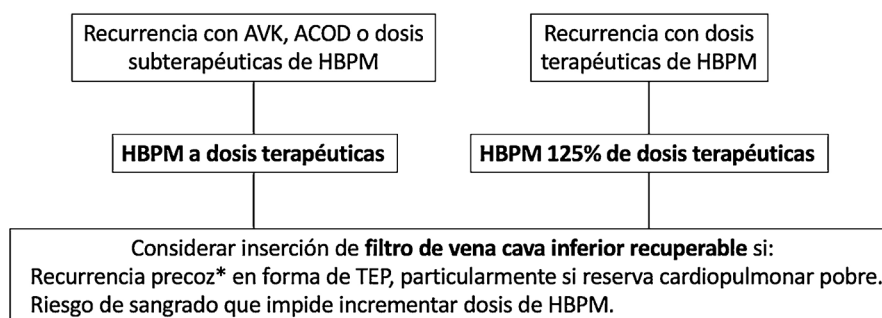 Recurrencia con AVK, ACOD o dosis
subterapéuticas de HBPM
Recurrencia con dosis
terapéuticas de HBPM
HBPM a dosis terapéuticas
HBPM 125% de dosis terapéuticas
Considerar inserción de filtro de vena cava inferior recuperable si:
Recurrencia precoz* en forma de TEP, particularmente si reserva cardiopulmonar pobre.
Riesgo de sangrado que impide incrementar dosis de HBPM.